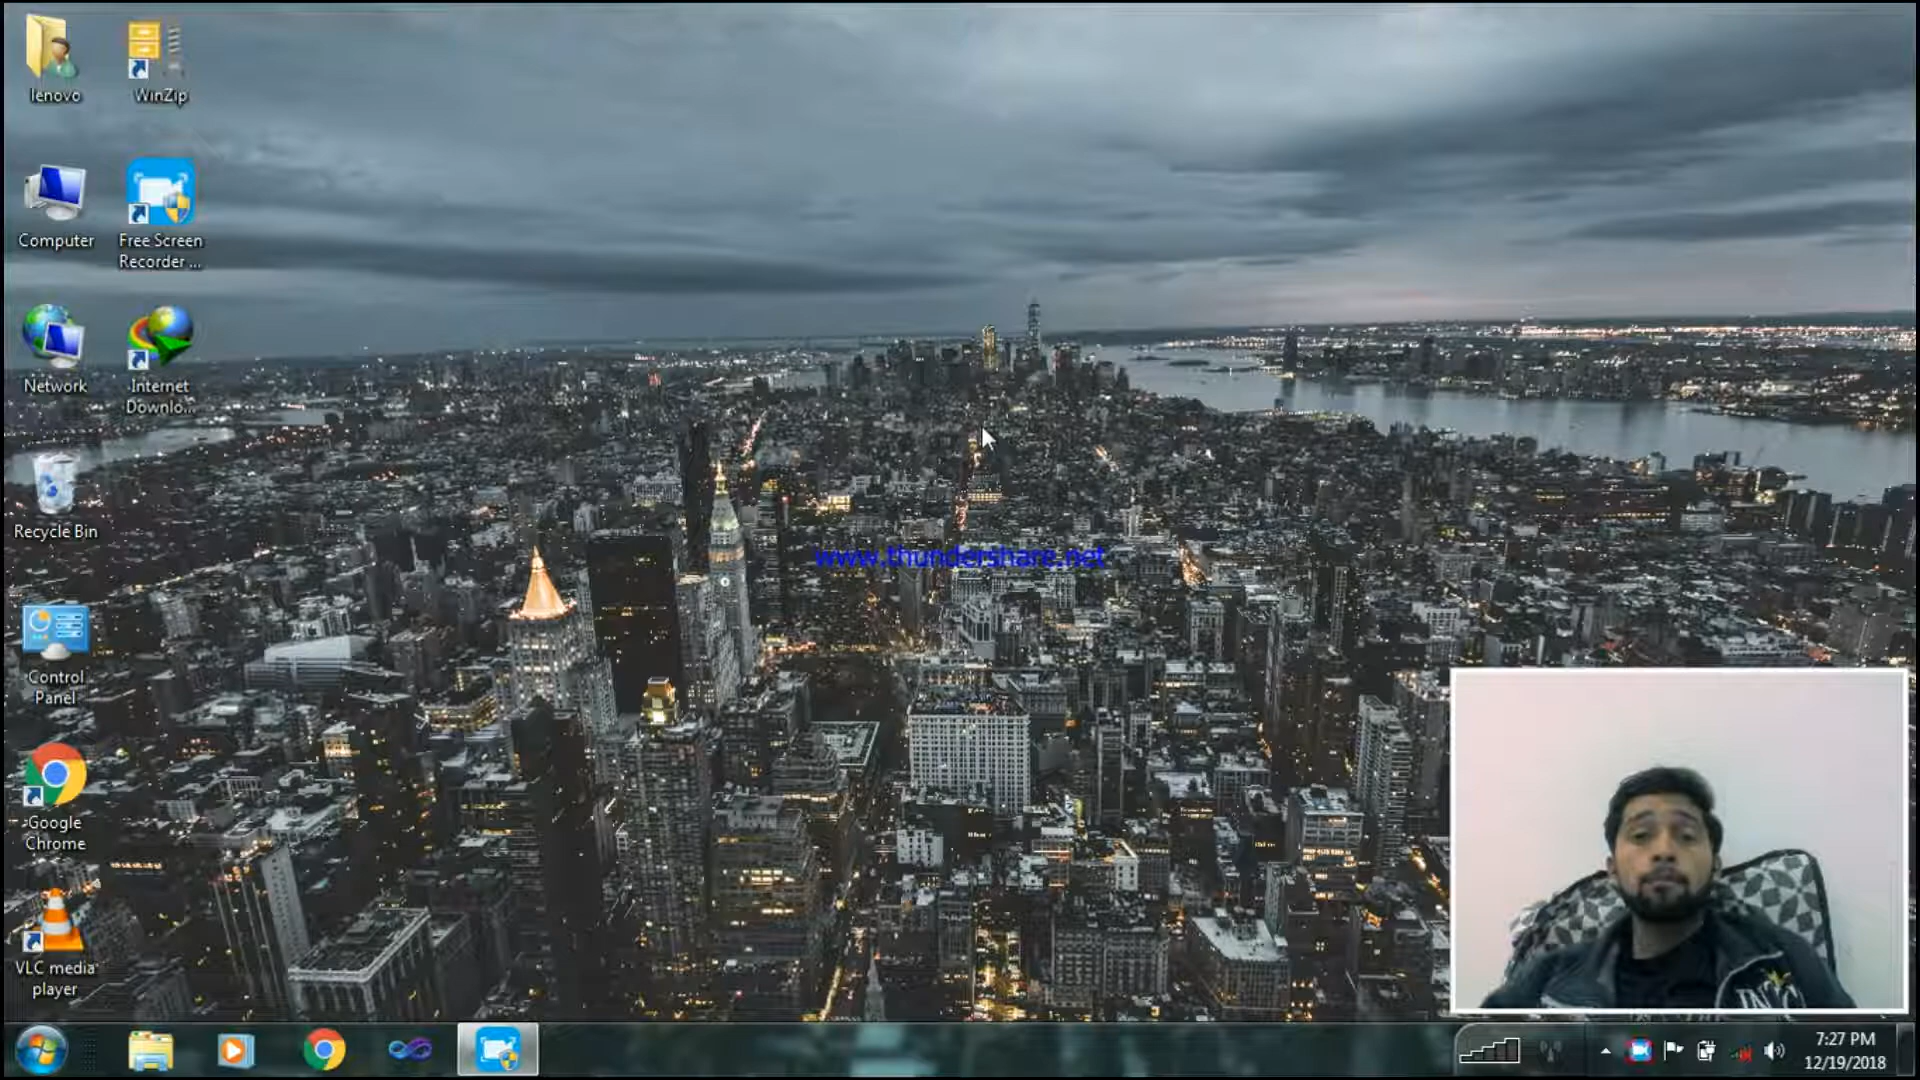 lenovo
WinZip
Computer
Free Screen
Recorder ...
Network
Internet
Downlo...
Recycle Bin
www.thundershare.net
Control
Panel
Google
Chrome
VLC media
player
7:27 PM
12/19/2018